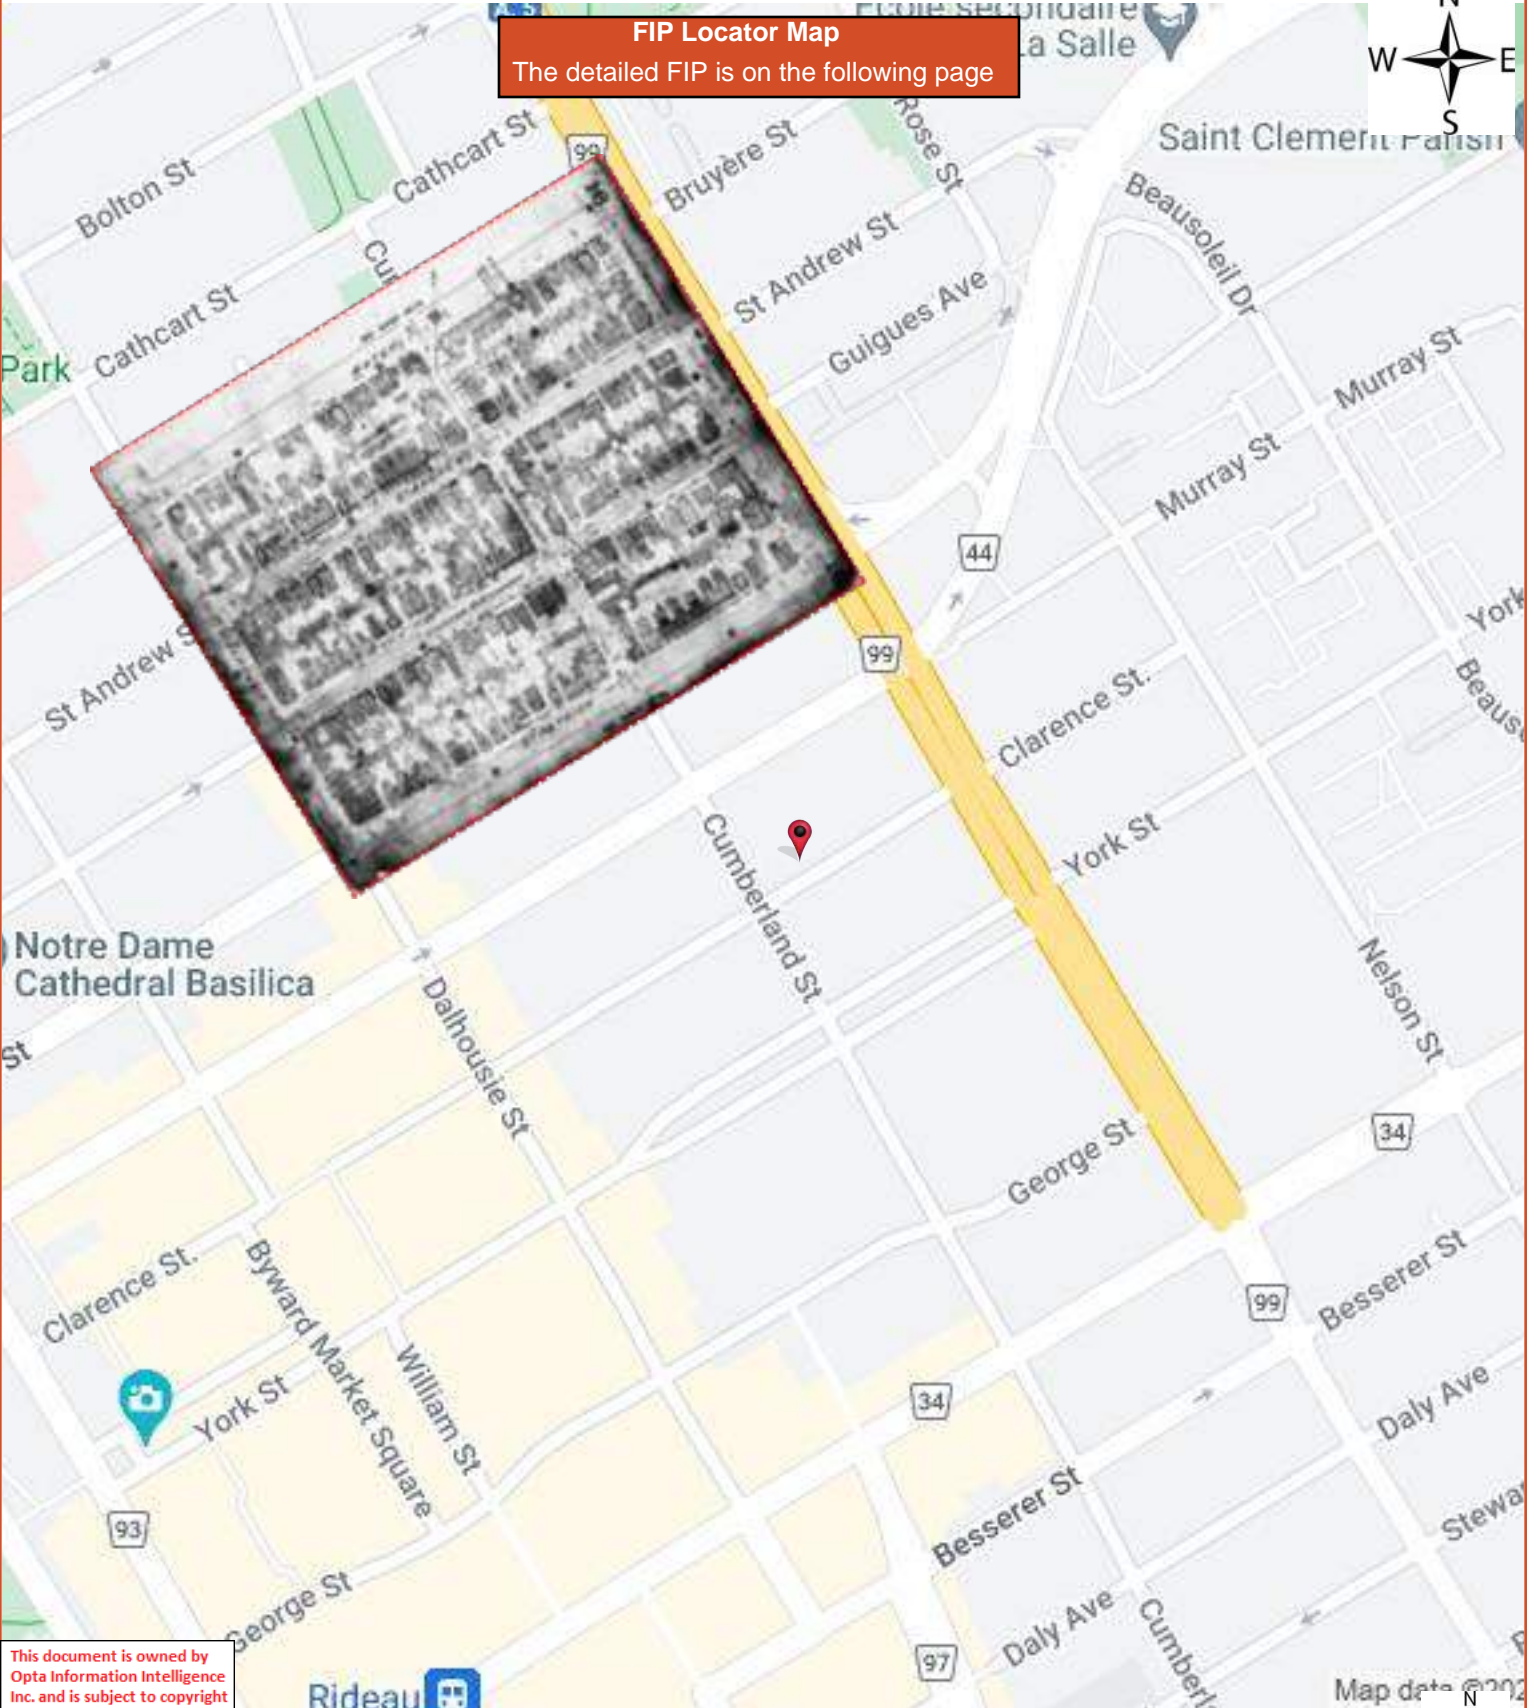 N
FIP Locator Map
The detailed FIP is on the following page
École secondaire
La Salle
W
E
S
Saint Clement Parish
99
Cathcart St
Bruyère St
Rose St
Bolton St
Beausoleil Dr
St Andrew St
Guigues Ave
Cathcart St
Park
Murray St
Murray St
44
York
St Andrew S
99
Clarence St.
York St
Cumberland St
Notre Dame
Cathedral Basilica
Nelson St
Dalhousie St
St
34
George St
Clarence St.
Byward Market Square
99
Besserer St
William St
York St
34
Daly Ave
93
Besserer St
George St
Daly Ave
97
Rideau
Map data
N
This document is owned by
Opta Information Intelligence
Inc. and is subject to copyright